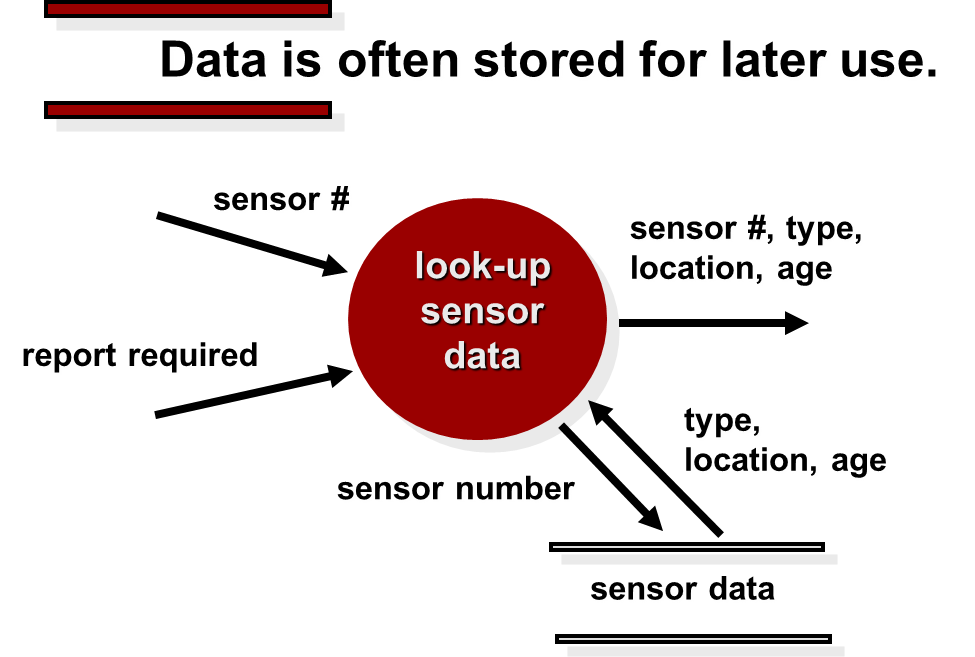 Data is often stored for later use.
sensor #
look-up
sensor
data
sensor #, type,
location, age
report required
type,
location, age
sensor number
sensor data